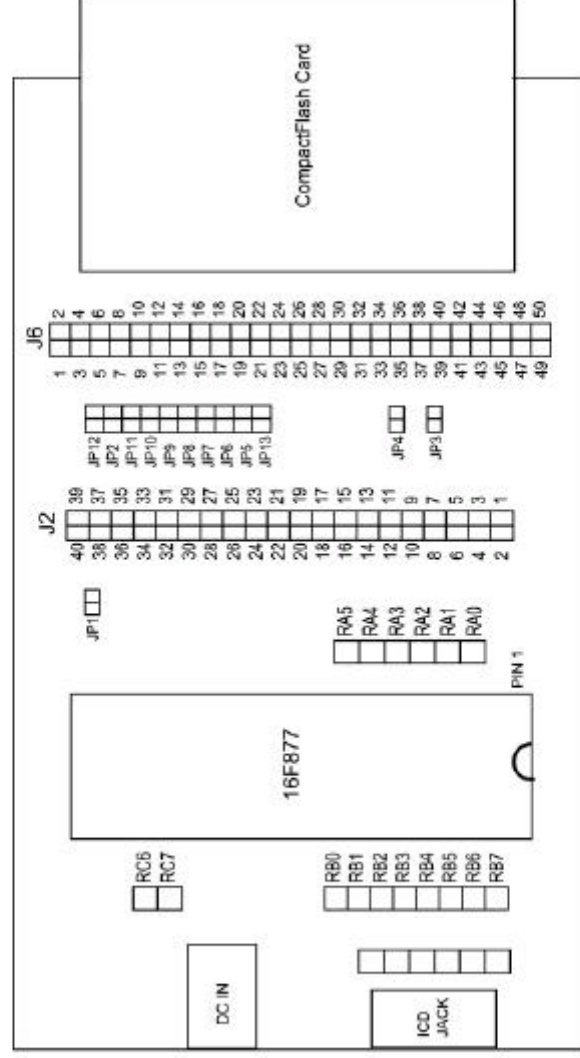 CompactFlash Card
J6
2 4 6 8 10 12 14 16 18 20 22 24 26 28 30 32 34 36 38 40 42 44 46 48 50
1 3 5 7 9 11 13 15 17 19 21 23 25 27 29 31 33 35 37 39 41 43 45 47 49
JP12
JP2
JP11
JP10
JP9
JP8
JP7
JP6
JP5
JP13
JP4
JP3
J2
39 37 35 33 31 29 27 25 23 21 19 17 15 13 11 9 7 5 3 1
40 38 36 34 32 30 28 26 24 22 20 18 16 14 12 10 8 6 4 2
JP1
RA5
RA4
RA3
RA2
RA1
RA0
PIN 1
16F877
RC6
RC7
RB0
RB1
RB2
RB3
RB4
RB5
RB6
RB7
DC IN
ICD
JACK